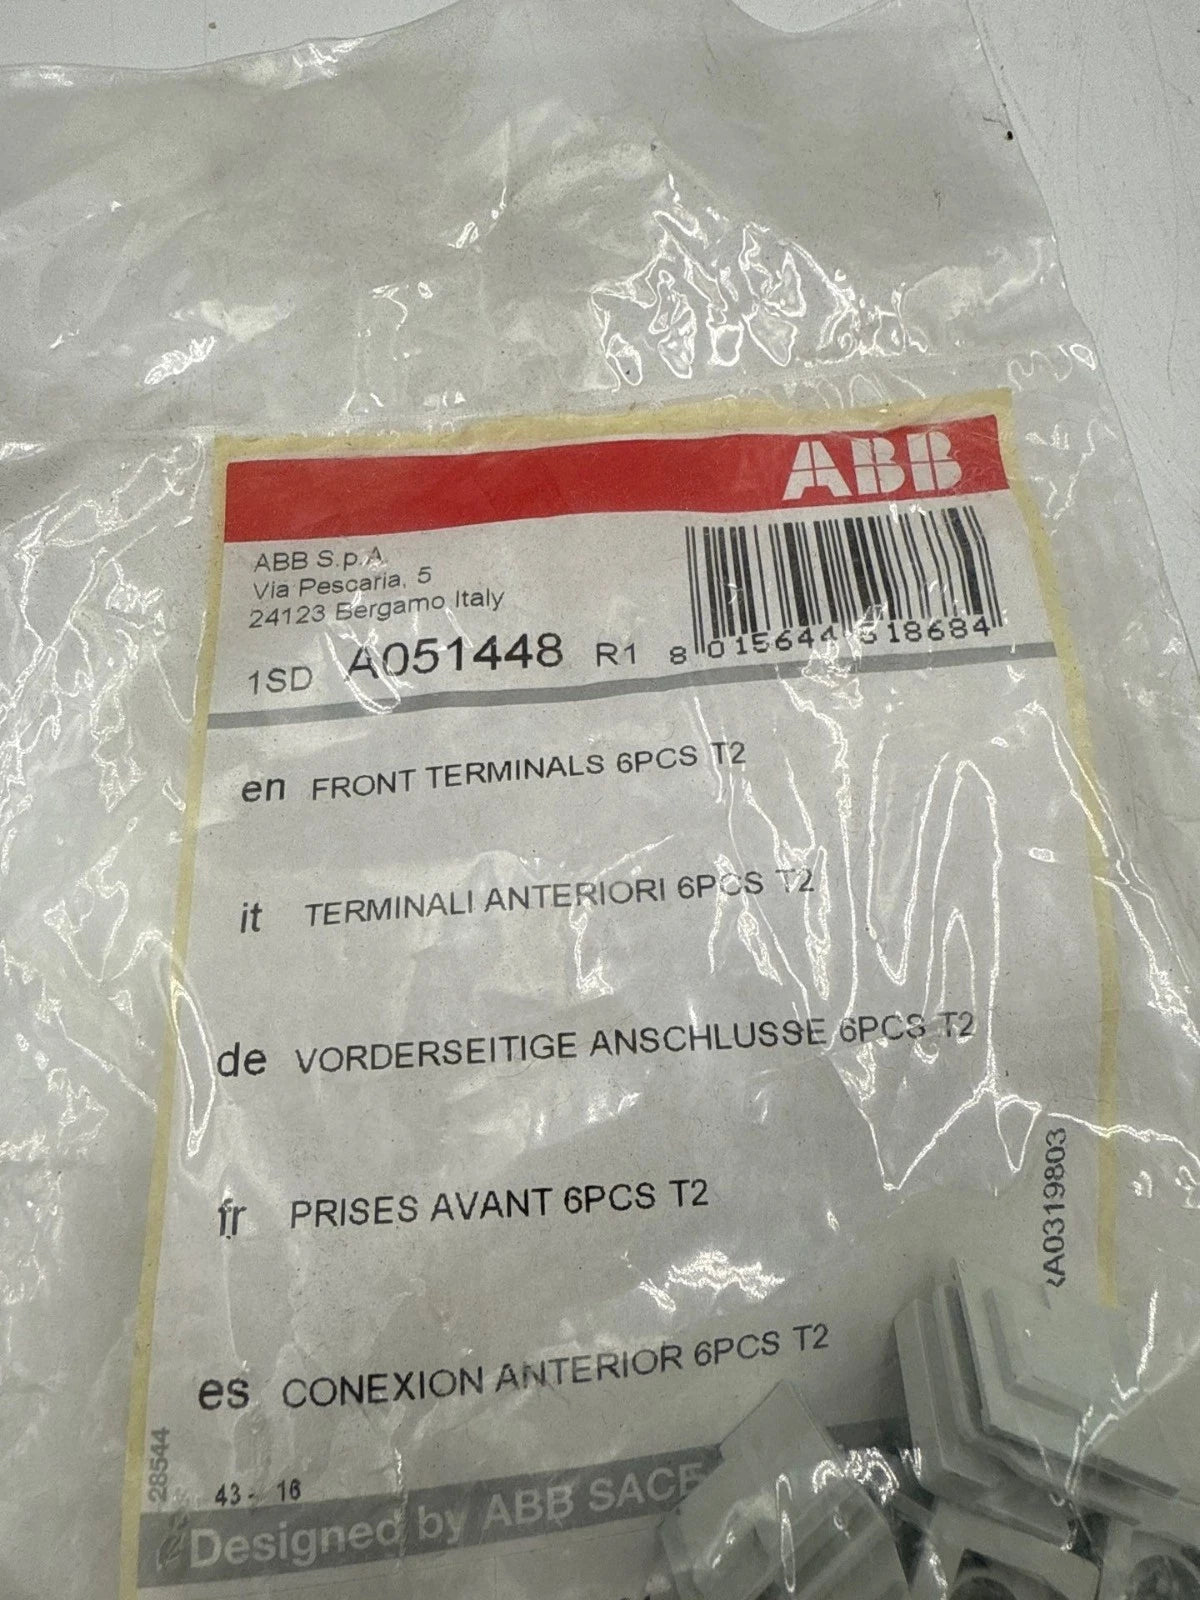 ABB
ABB S.p.A.
Via Pescaria, 5
24123 Bergamo Italy
1SD A051448 R1
8 015644 518684
en FRONT TERMINALS 6PCS T2
it TERMINALI ANTERIORI 6PCS T2
de VORDERSEITIGE ANSCHLUSSE 6PCS T2
fr PRISES AVANT 6PCS T2
es CONEXION ANTERIOR 6PCS T2
A0319803
28544
43- 16
Designed by ABB SACE